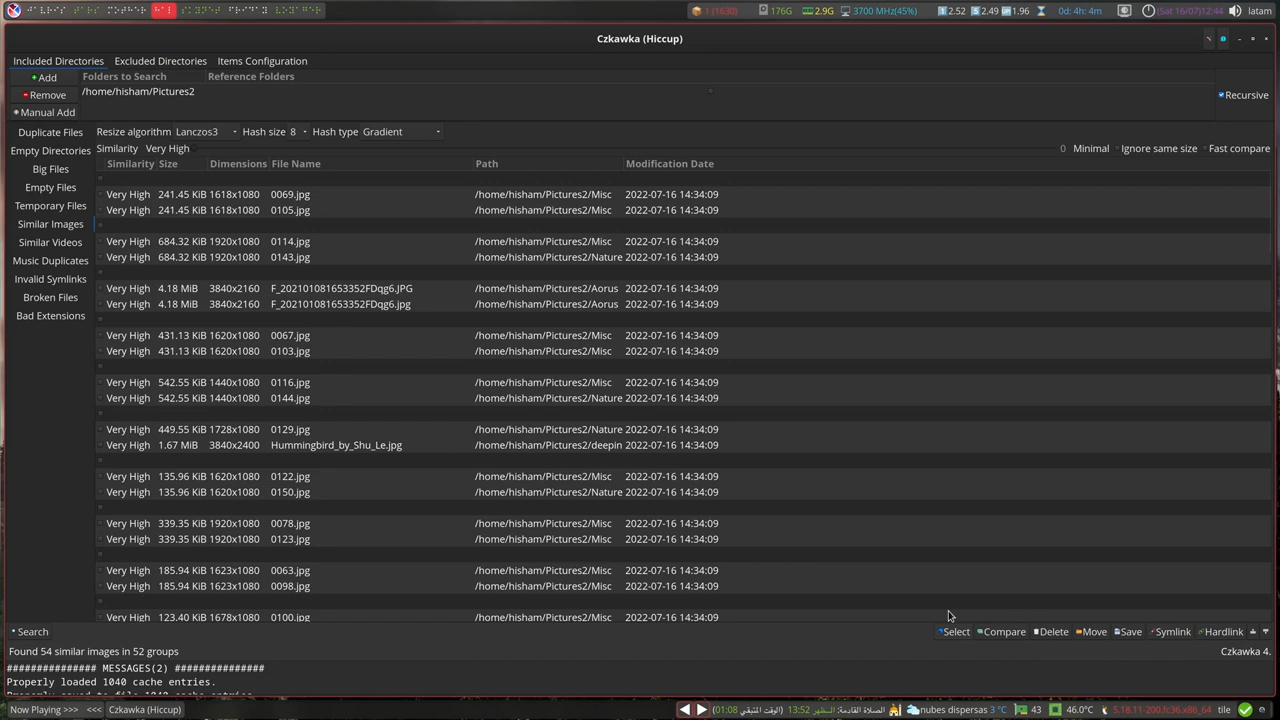 1 (1630) 176G 2.9G 3700 MHz(45%) 2.52 5 2.49 1.96 0d: 4h: 4m (Sat 16/07)12:44 latam
Czkawka (Hiccup)
Included Directories Excluded Directories Items Configuration
Add Folders to Search Reference Folders
Remove /home/hisham/Pictures2 Recursive
Manual Add
Duplicate Files Resize algorithm Lanczos3 Hash size 8 Hash type Gradient
Empty Directories Similarity Very High 0 Minimal Ignore same size Fast compare
Similarity Size Dimensions File Name Path Modification Date
Big Files
Empty Files
Temporary Files
Similar Images
Similar Videos
Music Duplicates
Invalid Symlinks
Broken Files
Bad Extensions
Very High 241.45 KiB 1618x1080 0069.jpg /home/hisham/Pictures2/Misc 2022-07-16 14:34:09
Very High 241.45 KiB 1618x1080 0105.jpg /home/hisham/Pictures2/Misc 2022-07-16 14:34:09
Very High 684.32 KiB 1920x1080 0114.jpg /home/hisham/Pictures2/Misc 2022-07-16 14:34:09
Very High 684.32 KiB 1920x1080 0143.jpg /home/hisham/Pictures2/Nature 2022-07-16 14:34:09
Very High 4.18 MiB 3840x2160 F_202101081653352FDqg6.JPG /home/hisham/Pictures2/Aorus 2022-07-16 14:34:09
Very High 4.18 MiB 3840x2160 F_202101081653352FDqg6.jpg /home/hisham/Pictures2/Aorus 2022-07-16 14:34:09
Very High 431.13 KiB 1620x1080 0067.jpg /home/hisham/Pictures2/Misc 2022-07-16 14:34:09
Very High 431.13 KiB 1620x1080 0103.jpg /home/hisham/Pictures2/Misc 2022-07-16 14:34:09
Very High 542.55 KiB 1440x1080 0116.jpg /home/hisham/Pictures2/Misc 2022-07-16 14:34:09
Very High 542.55 KiB 1440x1080 0144.jpg /home/hisham/Pictures2/Nature 2022-07-16 14:34:09
Very High 449.55 KiB 1728x1080 0129.jpg /home/hisham/Pictures2/Nature 2022-07-16 14:34:09
Very High 1.67 MiB 3840x2400 Hummingbird_by_Shu_Le.jpg /home/hisham/Pictures2/deepin 2022-07-16 14:34:09
Very High 135.96 KiB 1620x1080 0122.jpg /home/hisham/Pictures2/Misc 2022-07-16 14:34:09
Very High 135.96 KiB 1620x1080 0150.jpg /home/hisham/Pictures2/Nature 2022-07-16 14:34:09
Very High 339.35 KiB 1920x1080 0078.jpg /home/hisham/Pictures2/Misc 2022-07-16 14:34:09
Very High 339.35 KiB 1920x1080 0123.jpg /home/hisham/Pictures2/Misc 2022-07-16 14:34:09
Very High 185.94 KiB 1623x1080 0063.jpg /home/hisham/Pictures2/Misc 2022-07-16 14:34:09
Very High 185.94 KiB 1623x1080 0098.jpg /home/hisham/Pictures2/Misc 2022-07-16 14:34:09
Very High 123.40 KiB 1678x1080 0100.jpg /home/hisham/Pictures2/Misc 2022-07-16 14:34:09
Search Select Compare Delete Move Save Symlink Hardlink
Found 54 similar images in 52 groups Czkawka 4.
############### MESSAGES(2) ###############
Properly loaded 1040 cache entries.
Now Playing >>> <<< Czkawka (Hiccup) الصلاة القادمة: الظهر 13:52 (الوقت المتبقي 01:08) nubes dispersas 3 °C 43 46.0°C 5.18.11-200.fc36.x86_64 tile